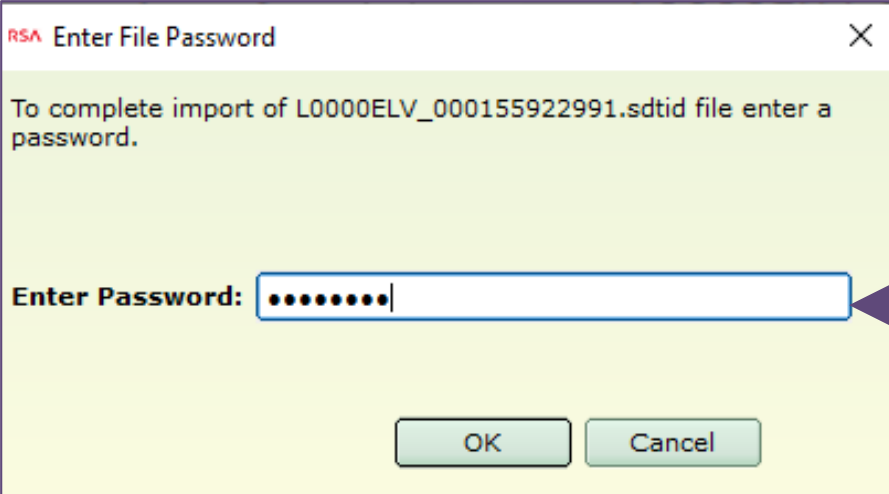 RSA Enter File Password
To complete import of L0000ELV_000155922991.sdtid file enter a
password.
Enter Password: ●●●●●●●●
OK Cancel